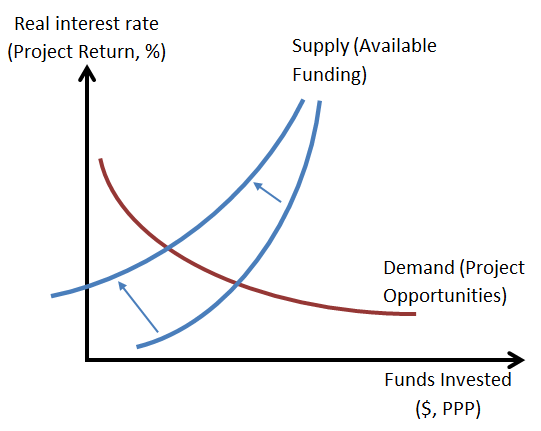 Real interest rate
(Project Return, %)
Supply (Available
Funding)
Demand (Project
Opportunities)
Funds Invested
($, PPP)